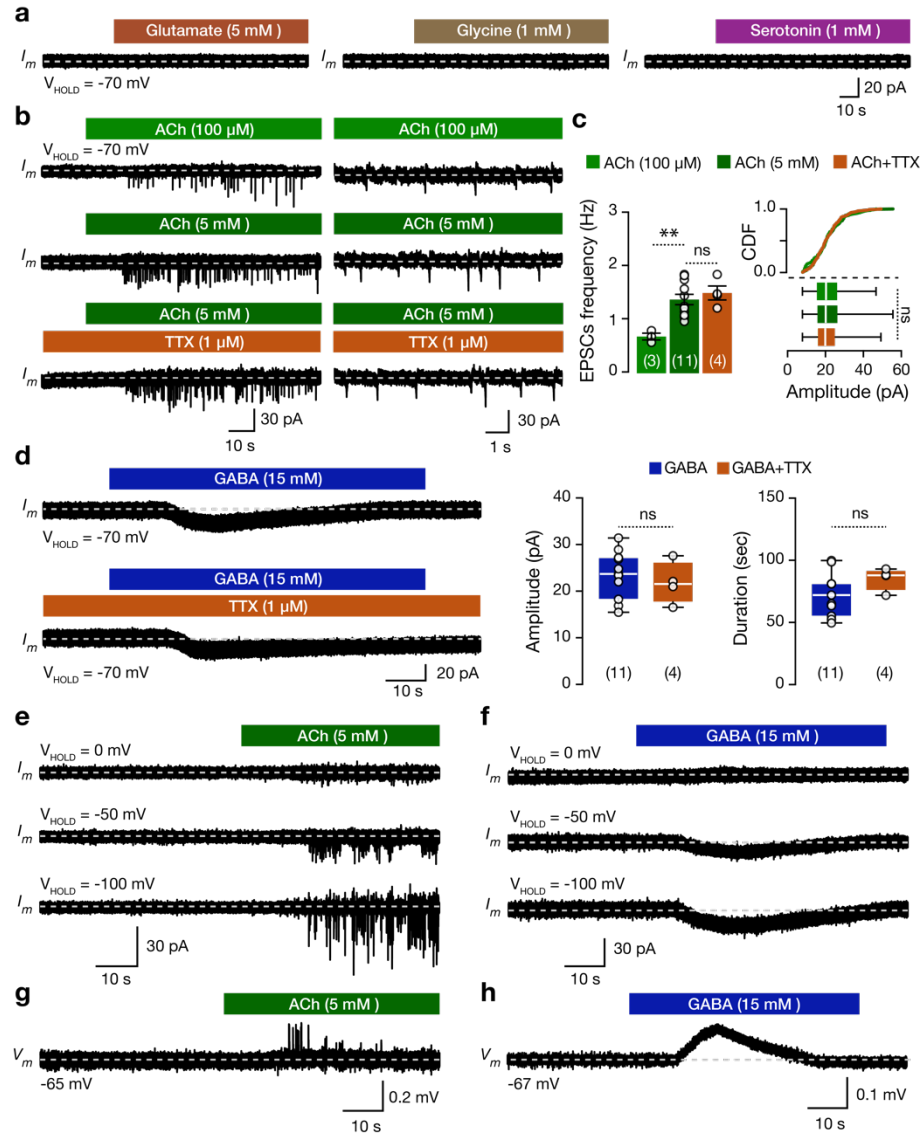 a
Glutamate (5 mM )
Glycine (1 mM )
Serotonin (1 mM )
Im
Im
Im
VHOLD = -70 mV
20 pA
10 s
b
c
ACh (100 µM)
ACh (100 µM)
VHOLD = -70 mV
Im
ACh (100 µM)
ACh (5 mM)
ACh+TTX
ACh (5 mM )
ACh (5 mM )
Im
ACh (5 mM )
ACh (5 mM )
TTX (1 µM)
TTX (1 µM)
Im
30 pA
10 s
30 pA
1 s
EPSCs frequency (Hz)
3
2
1
0
**
ns
(3)
(11)
(4)
CDF
1.0
0.0
ns
0
20
40
60
Amplitude (pA)
d
GABA (15 mM )
Im
VHOLD = -70 mV
GABA (15 mM )
TTX (1 µM)
Im
VHOLD = -70 mV
20 pA
10 s
GABA
GABA+TTX
Amplitude (pA)
40
30
20
10
0
ns
(11)
(4)
Duration (sec)
150
100
50
0
ns
(11)
(4)
e
ACh (5 mM )
VHOLD = 0 mV
Im
VHOLD = -50 mV
Im
VHOLD = -100 mV
Im
30 pA
10 s
f
GABA (15 mM )
VHOLD = 0 mV
Im
VHOLD = -50 mV
Im
VHOLD = -100 mV
Im
30 pA
10 s
g
ACh (5 mM )
Vm
-65 mV
0.2 mV
10 s
h
GABA (15 mM )
Vm
-67 mV
0.1 mV
10 s